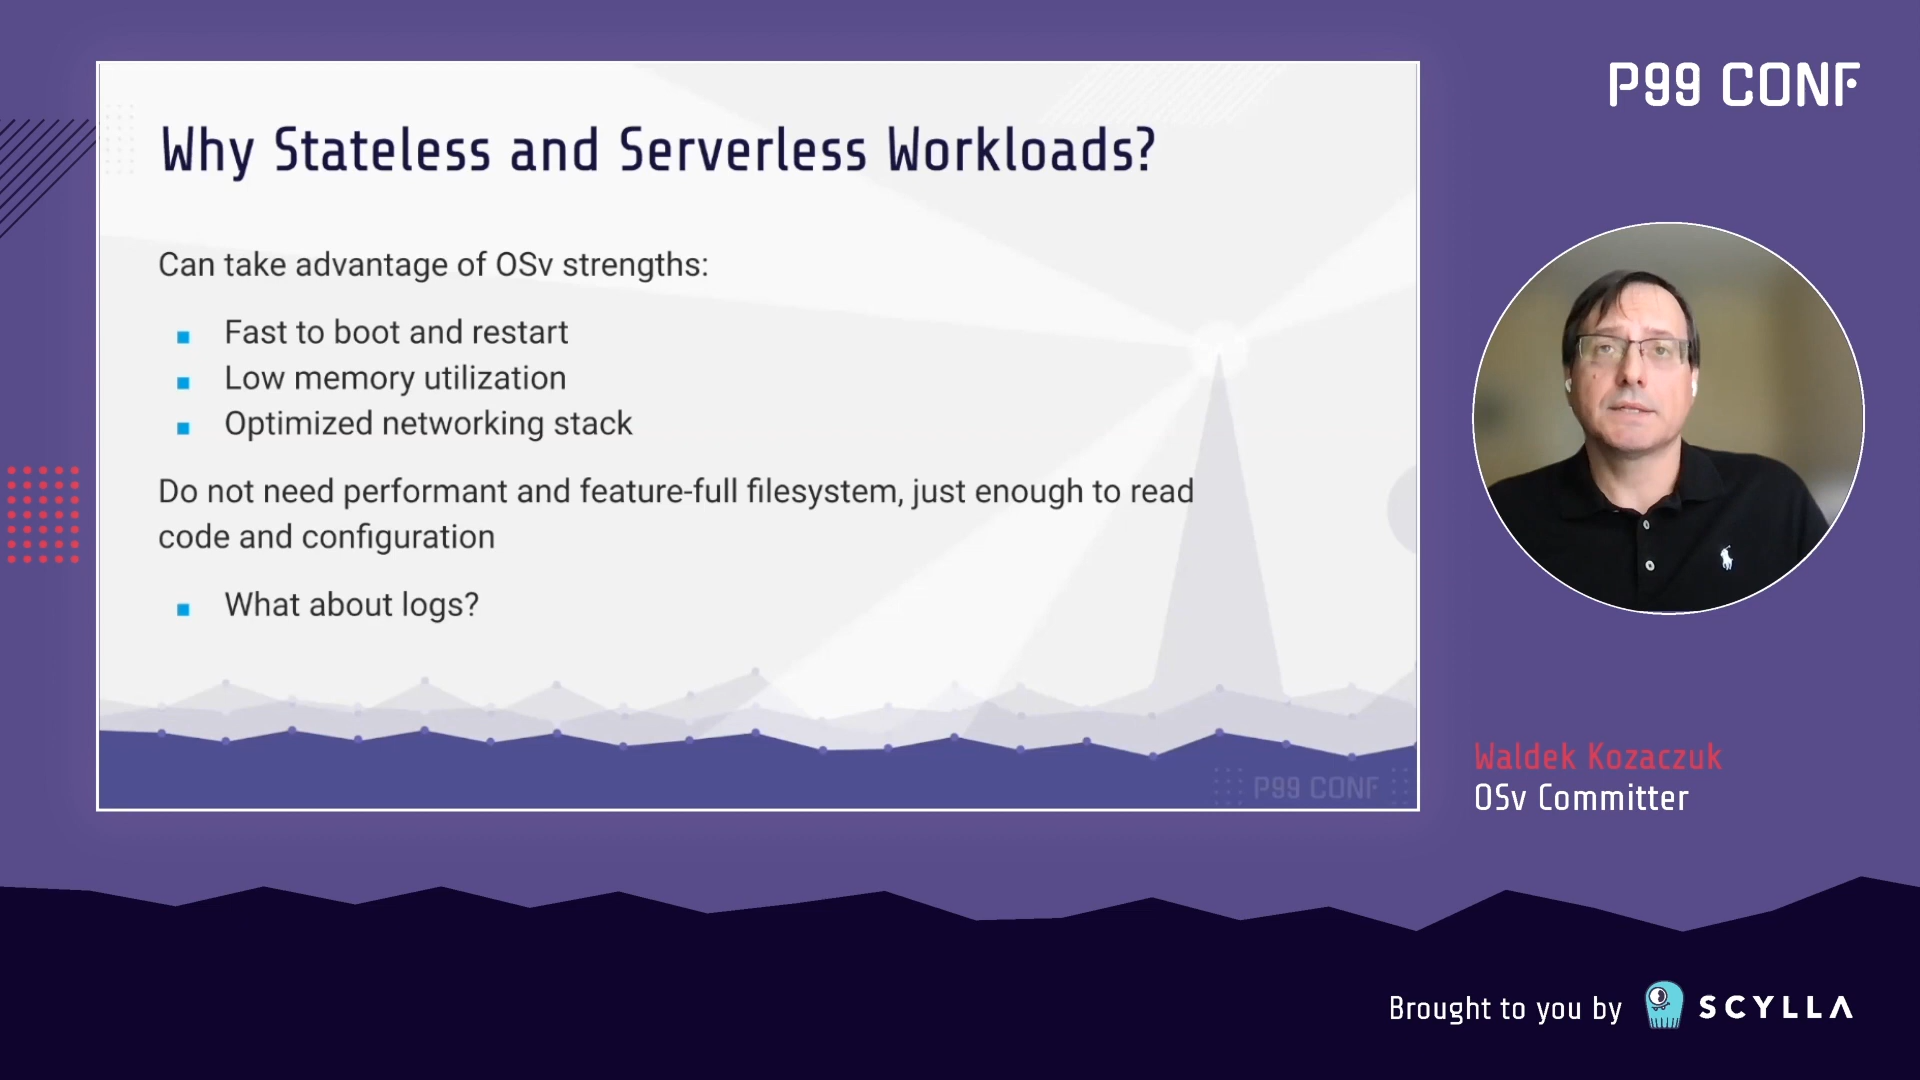 P99 CONF
Why Stateless and Serverless Workloads?
Can take advantage of OSv strengths:
Fast to boot and restart
Low memory utilization
Optimized networking stack
Do not need performant and feature-full filesystem, just enough to read
code and configuration
What about logs?
P99 CONF
Waldek Kozaczuk
OSv Committer
Brought to you by SCYLLA